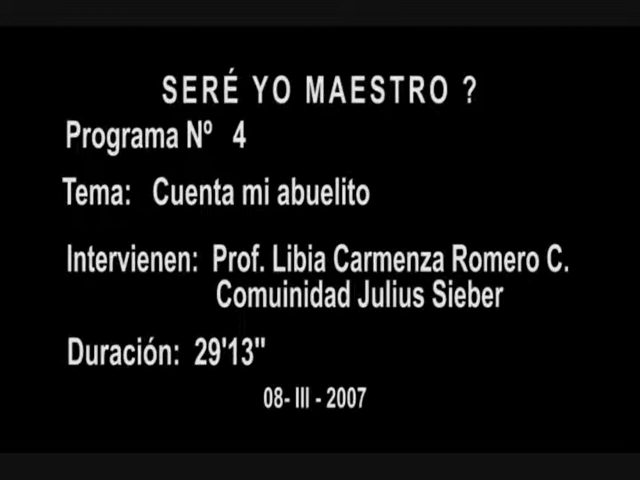 SERÉ YO MAESTRO ?
Programa Nº 4
Tema: Cuenta mi abuelito
Intervienen: Prof. Libia Carmenza Romero C.
Comuinidad Julius Sieber
Duración: 29'13"
08- III - 2007